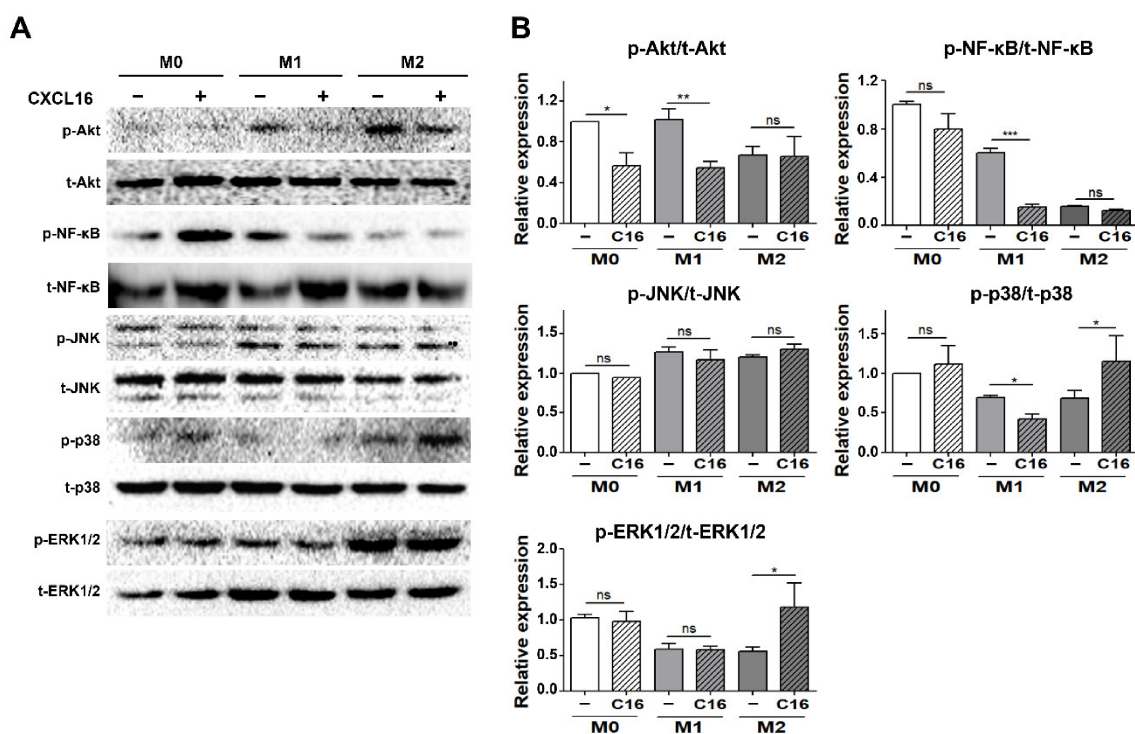 A
M0 M1 M2
CXCL16 – + – + – +
p-Akt
t-Akt
p-NF-κB
t-NF-κB
p-JNK
t-JNK
p-p38
t-p38
p-ERK1/2
t-ERK1/2
B
p-Akt/t-Akt
Relative expression
1.2
0.8
0.4
0.0
* ** ns
– C16 – C16 – C16
M0 M1 M2
p-NF-κB/t-NF-κB
Relative expression
1.2
0.8
0.4
0.0
ns *** ns
– C16 – C16 – C16
M0 M1 M2
p-JNK/t-JNK
Relative expression
1.5
1.0
0.5
0.0
ns ns ns
– C16 – C16 – C16
M0 M1 M2
p-p38/t-p38
Relative expression
1.5
1.0
0.5
0.0
ns * *
– C16 – C16 – C16
M0 M1 M2
p-ERK1/2/t-ERK1/2
Relative expression
2.0
1.5
1.0
0.5
0.0
ns ns *
– C16 – C16 – C16
M0 M1 M2